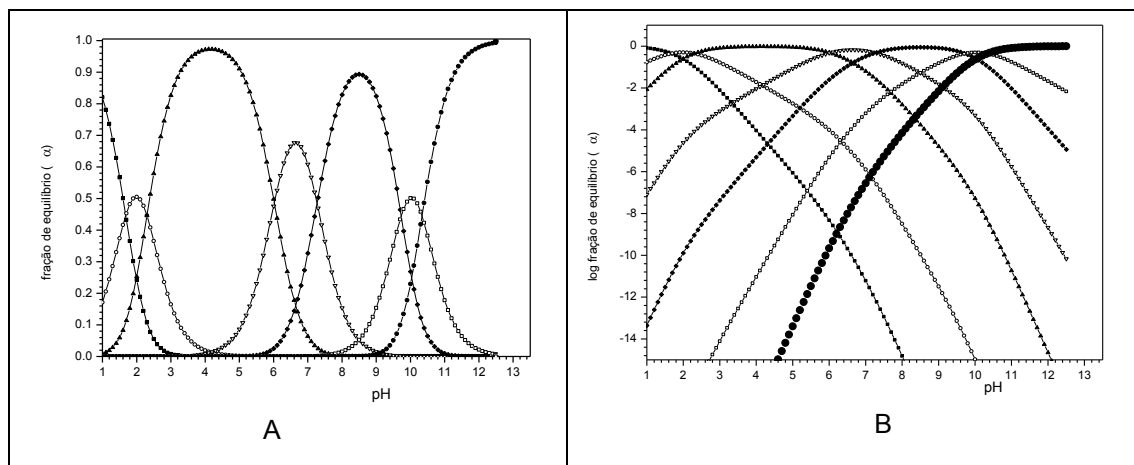 fração de equilíbrio ( α)
1.0
0.9
0.8
0.7
0.6
0.5
0.4
0.3
0.2
0.1
0.0
1 2 3 4 5 6 7 8 9 10 11 12 13
pH
A
log fração de equilíbrio ( α)
0
-2
-4
-6
-8
-10
-12
-14
1 2 3 4 5 6 7 8 9 10 11 12 13
pH
B